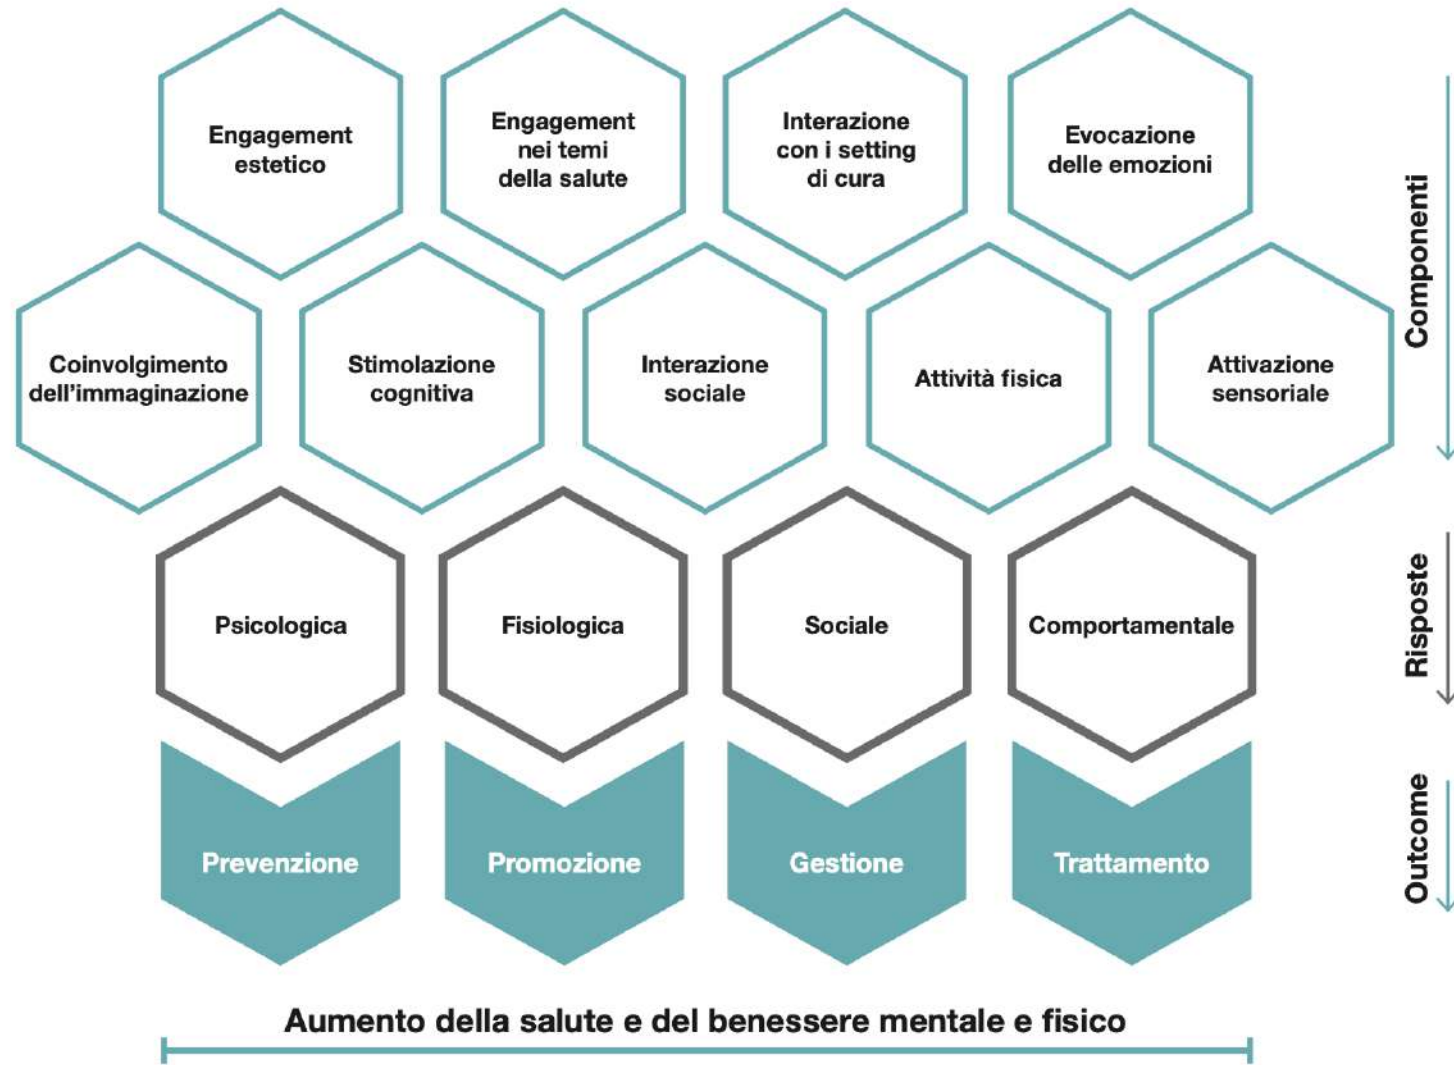 Engagement
estetico
Engagement
nei temi
della salute
Interazione
con i setting
di cura
Evocazione
delle emozioni
Componenti
Coinvolgimento
dell'immaginazione
Stimolazione
cognitiva
Interazione
sociale
Attività fisica
Attivazione
sensoriale
Psicologica
Fisiologica
Sociale
Comportamentale
Risposte
Prevenzione
Promozione
Gestione
Trattamento
Outcome
Aumento della salute e del benessere mentale e fisico